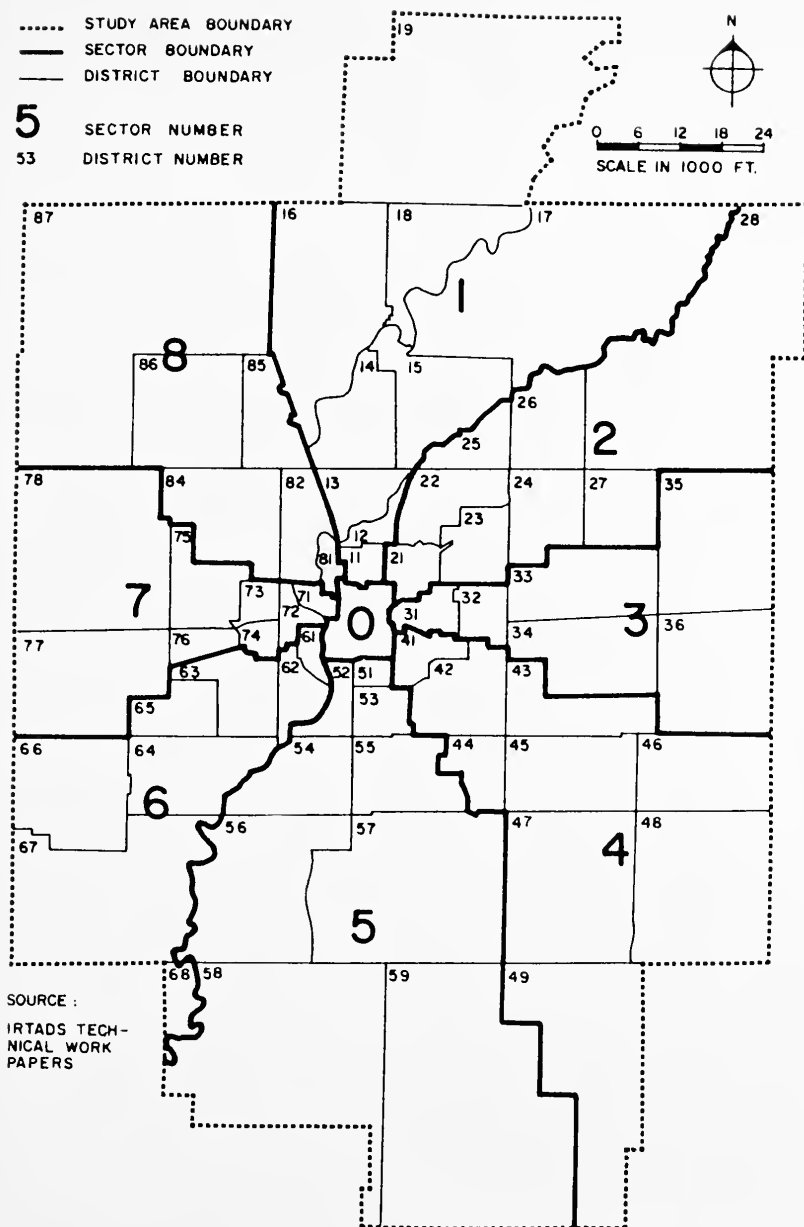 STUDY AREA BOUNDARY
SECTOR BOUNDARY
DISTRICT BOUNDARY
5 SECTOR NUMBER
53 DISTRICT NUMBER
19
N
0 6 12 18 24
SCALE IN 1000 FT.
87 16 18 17 28
1
86 8 85 14 15
26
25 2
78 84 82 13 22 24 27 35
75 12 23
81 11 21
7 73 71 33
72 0 31 32 3
77 76 74 61 41 34 36
63 62 52 51 42 43
65 53
66 64 54 55 44 45 46
6
56 57 47 48
67 4
5
68 58 59 49
SOURCE :
IRTADS TECH-
NICAL WORK
PAPERS